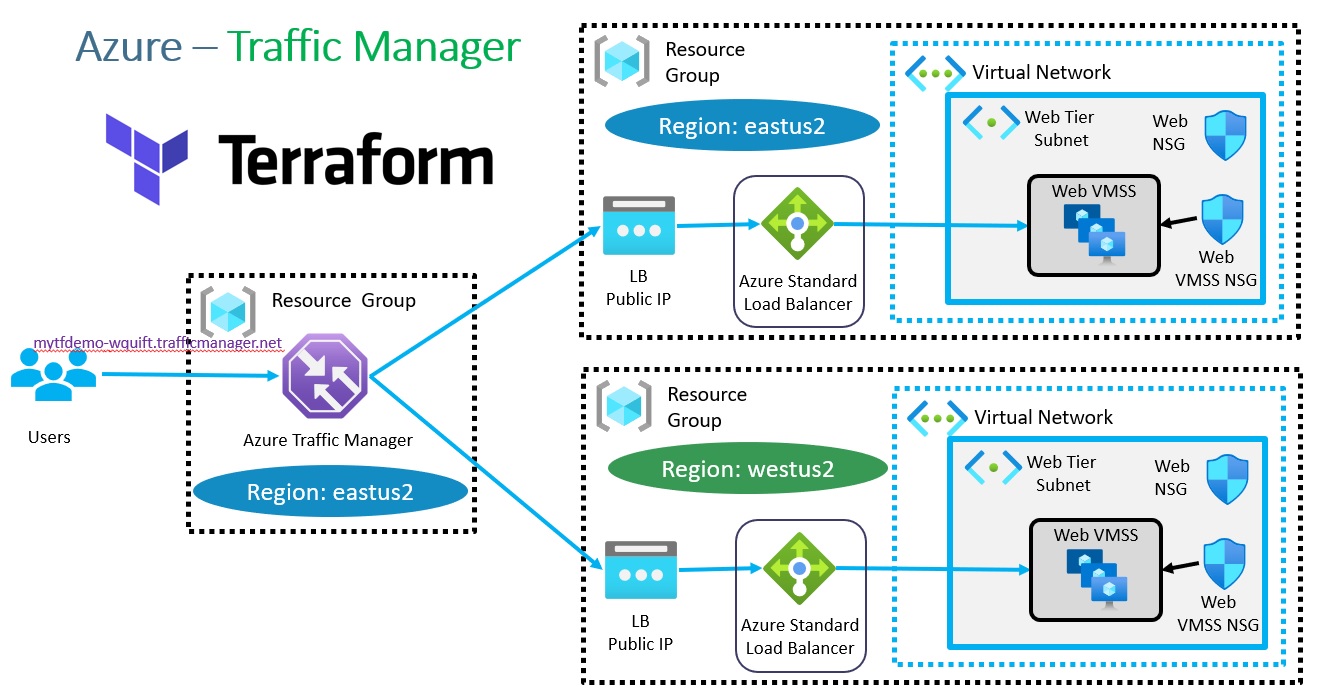 Azure – Traffic Manager
Terraform
Resource Group
mytfdemo-wquift.trafficmanager.net
Users
Azure Traffic Manager
Region: eastus2
Resource
Group
Region: eastus2
LB
Public IP
Azure Standard
Load Balancer
Virtual Network
Web Tier
Subnet
Web
NSG
Web VMSS
Web
VMSS NSG
Resource
Group
Region: westus2
LB
Public IP
Azure Standard
Load Balancer
Virtual Network
Web Tier
Subnet
Web
NSG
Web VMSS
Web
VMSS NSG